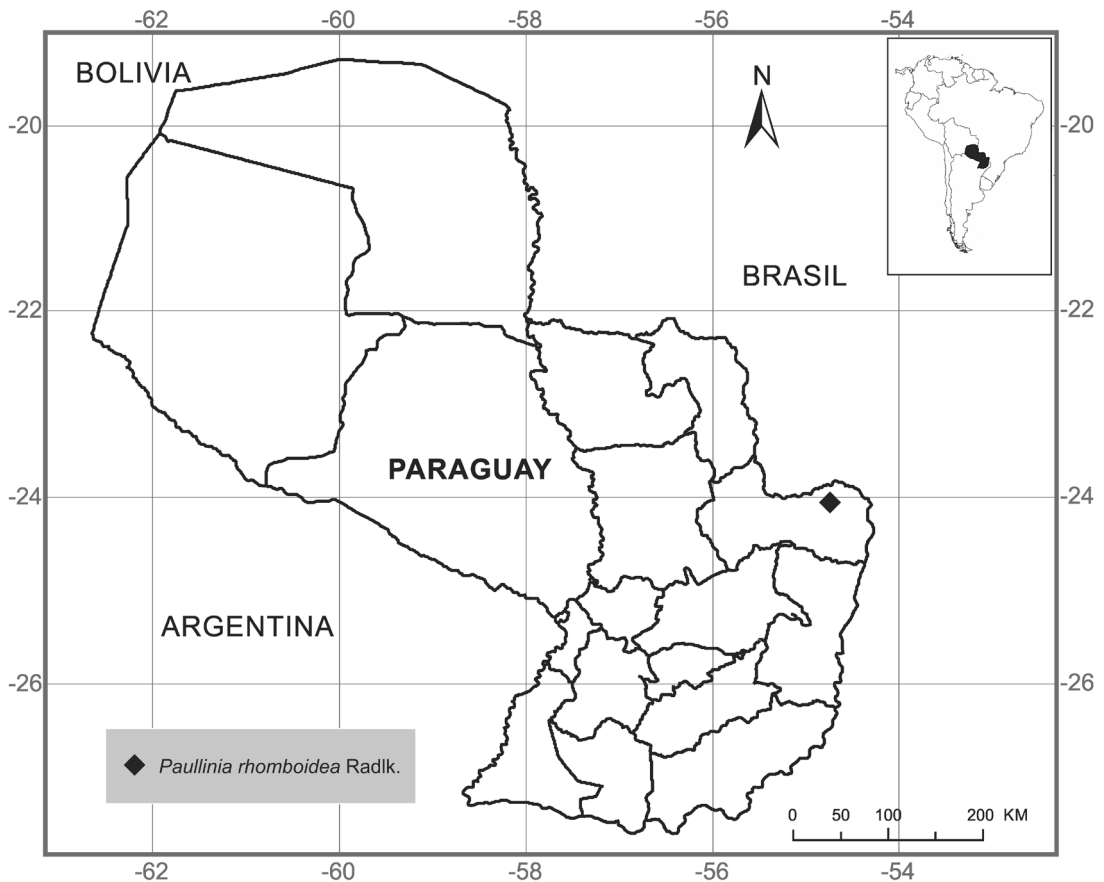 -62 -60 -58 -56 -54
BOLIVIA
N
-20 -20
BRASIL
-22 -22
PARAGUAY
-24 -24
ARGENTINA
-26 -26
Paullinia rhomboidea Radlk.
0 50 100 200 KM
-62 -60 -58 -56 -54